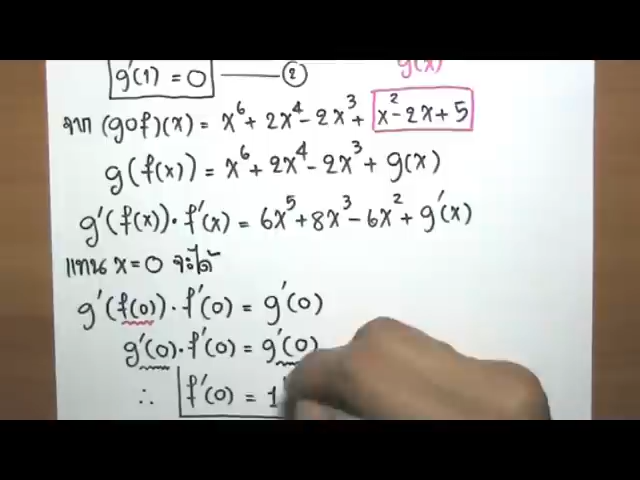 g(x)
g'(1) = 0 ——— ②
จาก (gof)(x) = x⁶ + 2x⁴ - 2x³ + x² - 2x + 5
g(f(x)) = x⁶ + 2x⁴ - 2x³ + g(x)
g'(f(x))·f'(x) = 6x⁵ + 8x³ - 6x² + g'(x)
แทน x = 0 จะได้
g'(f(0))·f'(0) = g'(0)
g'(0)·f'(0) = g'(0)
∴ f'(0) = 1